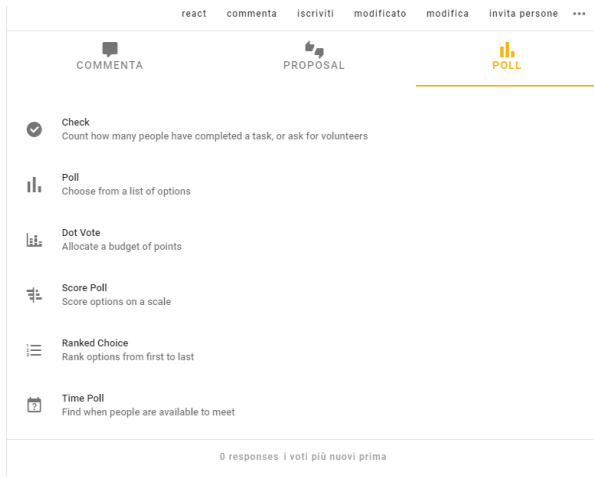 react commenta iscriviti modificato modifica invita persone •••
COMMENTA PROPOSAL POLL
Check
Count how many people have completed a task, or ask for volunteers
Poll
Choose from a list of options
Dot Vote
Allocate a budget of points
Score Poll
Score options on a scale
Ranked Choice
Rank options from first to last
Time Poll
Find when people are available to meet
0 responses i voti più nuovi prima